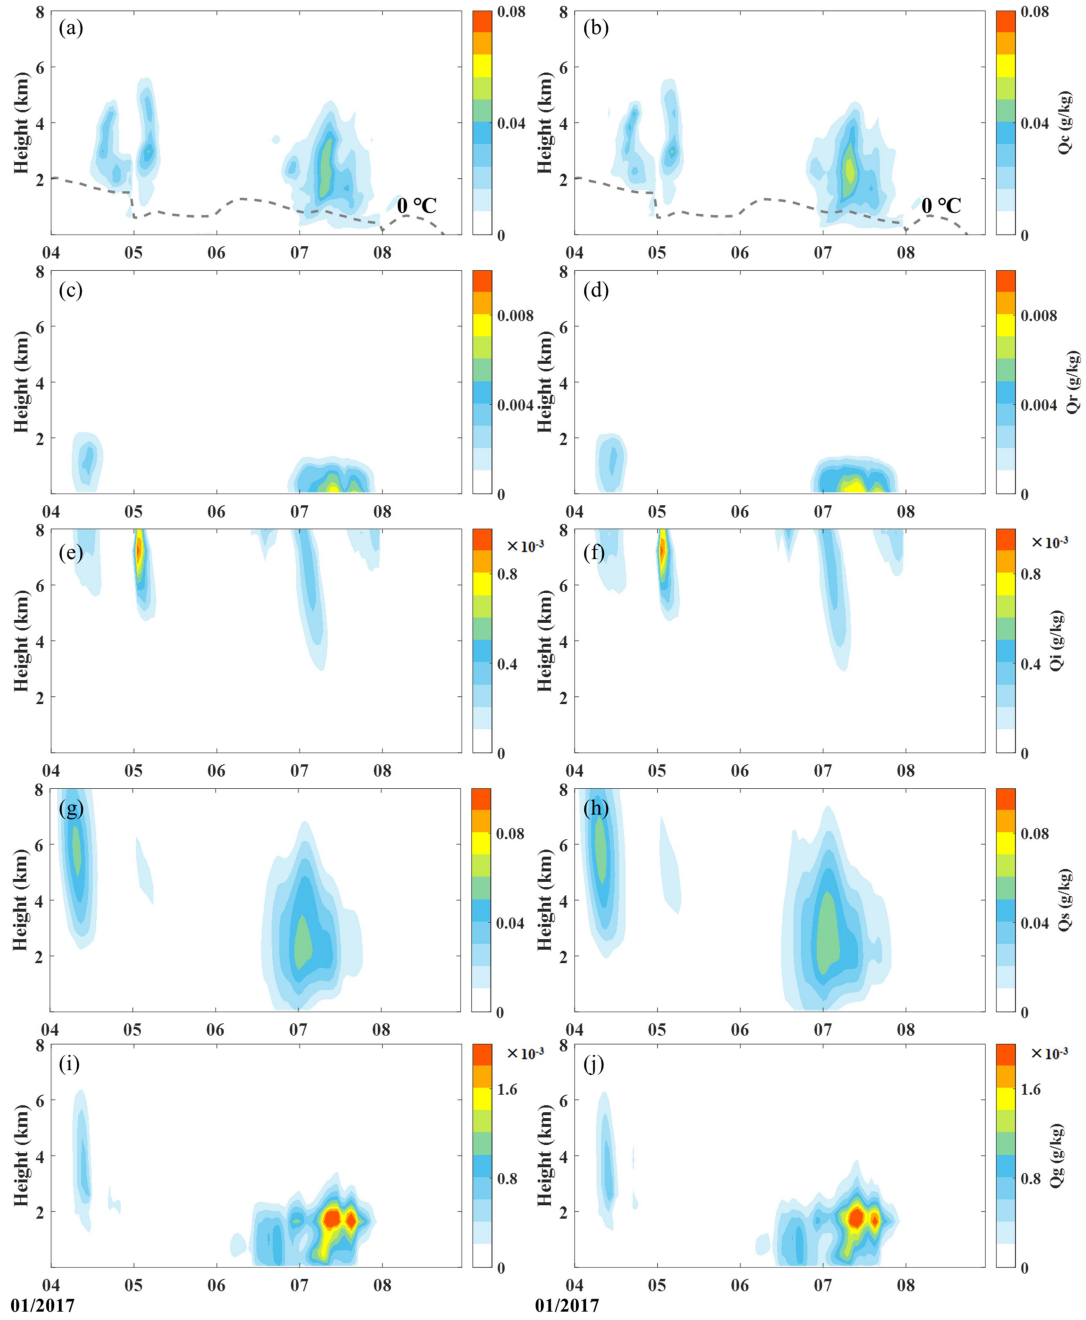 (a) (b)
8 6 4 2 0
Height (km)
0.08 0.04 0
0 °C
04 05 06 07 08
8 6 4 2 0
Height (km)
0.08 0.04 0
Qc (g/kg)
0 °C
04 05 06 07 08
(c) (d)
8 6 4 2
Height (km)
0.008 0.004 0
04 05 06 07 08
8 6 4 2
Height (km)
0.008 0.004 0
Qr (g/kg)
04 05 06 07 08
(e) (f)
8 6 4 2
Height (km)
×10-3
0.8 0.4 0
04 05 06 07 08
8 6 4 2
Height (km)
×10-3
0.8 0.4 0
Qi (g/kg)
04 05 06 07 08
(g) (h)
8 6 4 2
Height (km)
0.08 0.04 0
04 05 06 07 08
8 6 4 2
Height (km)
0.08 0.04 0
Qs (g/kg)
04 05 06 07 08
(i) (j)
8 6 4 2
Height (km)
×10-3
1.6 0.8 0
04 05 06 07 08
01/2017
8 6 4 2
Height (km)
×10-3
1.6 0.8 0
Qg (g/kg)
04 05 06 07 08
01/2017